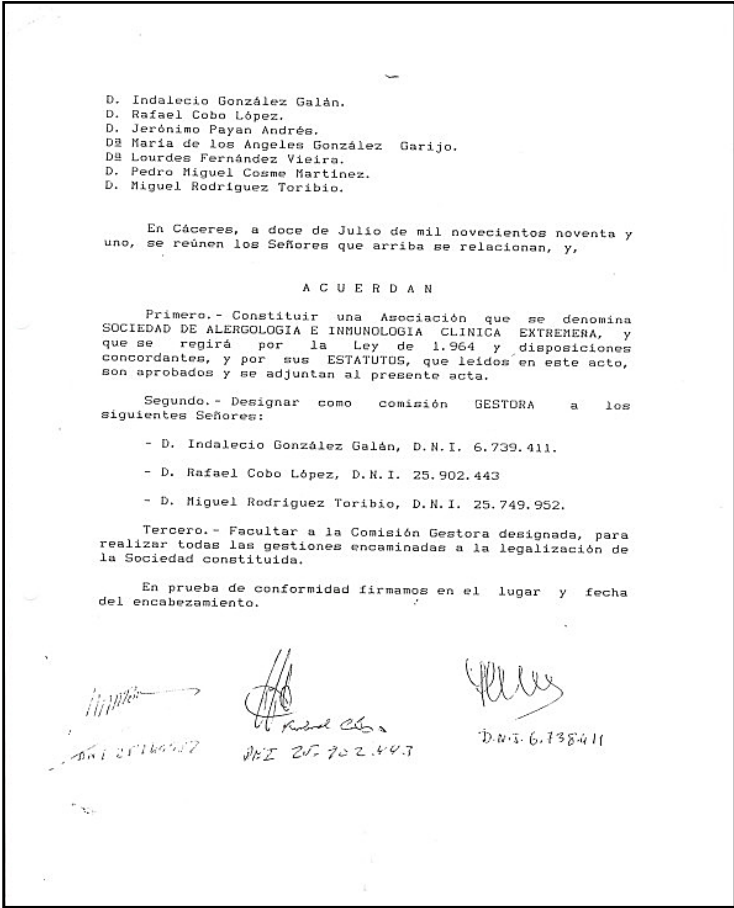 D. Indalecio González Galán.
D. Rafael Cobo López.
D. Jerónimo Payan Andrés.
Dª María de los Angeles González Garijo.
Dª Lourdes Fernández Vieira.
D. Pedro Miguel Cosme Martinez.
D. Miguel Rodríguez Toribio.
En Cáceres, a doce de Julio de mil novecientos noventa y
uno, se reúnen los Señores que arriba se relacionan, y,
A C U E R D A N
Primero.- Constituir una Asociación que se denomina
SOCIEDAD DE ALERGOLOGIA E INMUNOLOGIA CLINICA EXTREMERA, y
que se regirá por la Ley de 1.964 y disposiciones
concordantes, y por sus ESTATUTOS, que leídos en este acto,
son aprobados y se adjuntan al presente acta.
Segundo.- Designar como comisión GESTORA a los
siguientes Señores:
- D. Indalecio González Galán, D.N.I. 6.739.411.
- D. Rafael Cobo López, D.N.I. 25.902.443
- D. Miguel Rodríguez Toribio, D.N.I. 25.749.952.
Tercero.- Facultar a la Comisión Gestora designada, para
realizar todas las gestiones encaminadas a la legalización de
la Sociedad constituida.
En prueba de conformidad firmamos en el lugar y fecha
del encabezamiento.
Rafael
DNI 25.902.443
D.N.I. 6.738411